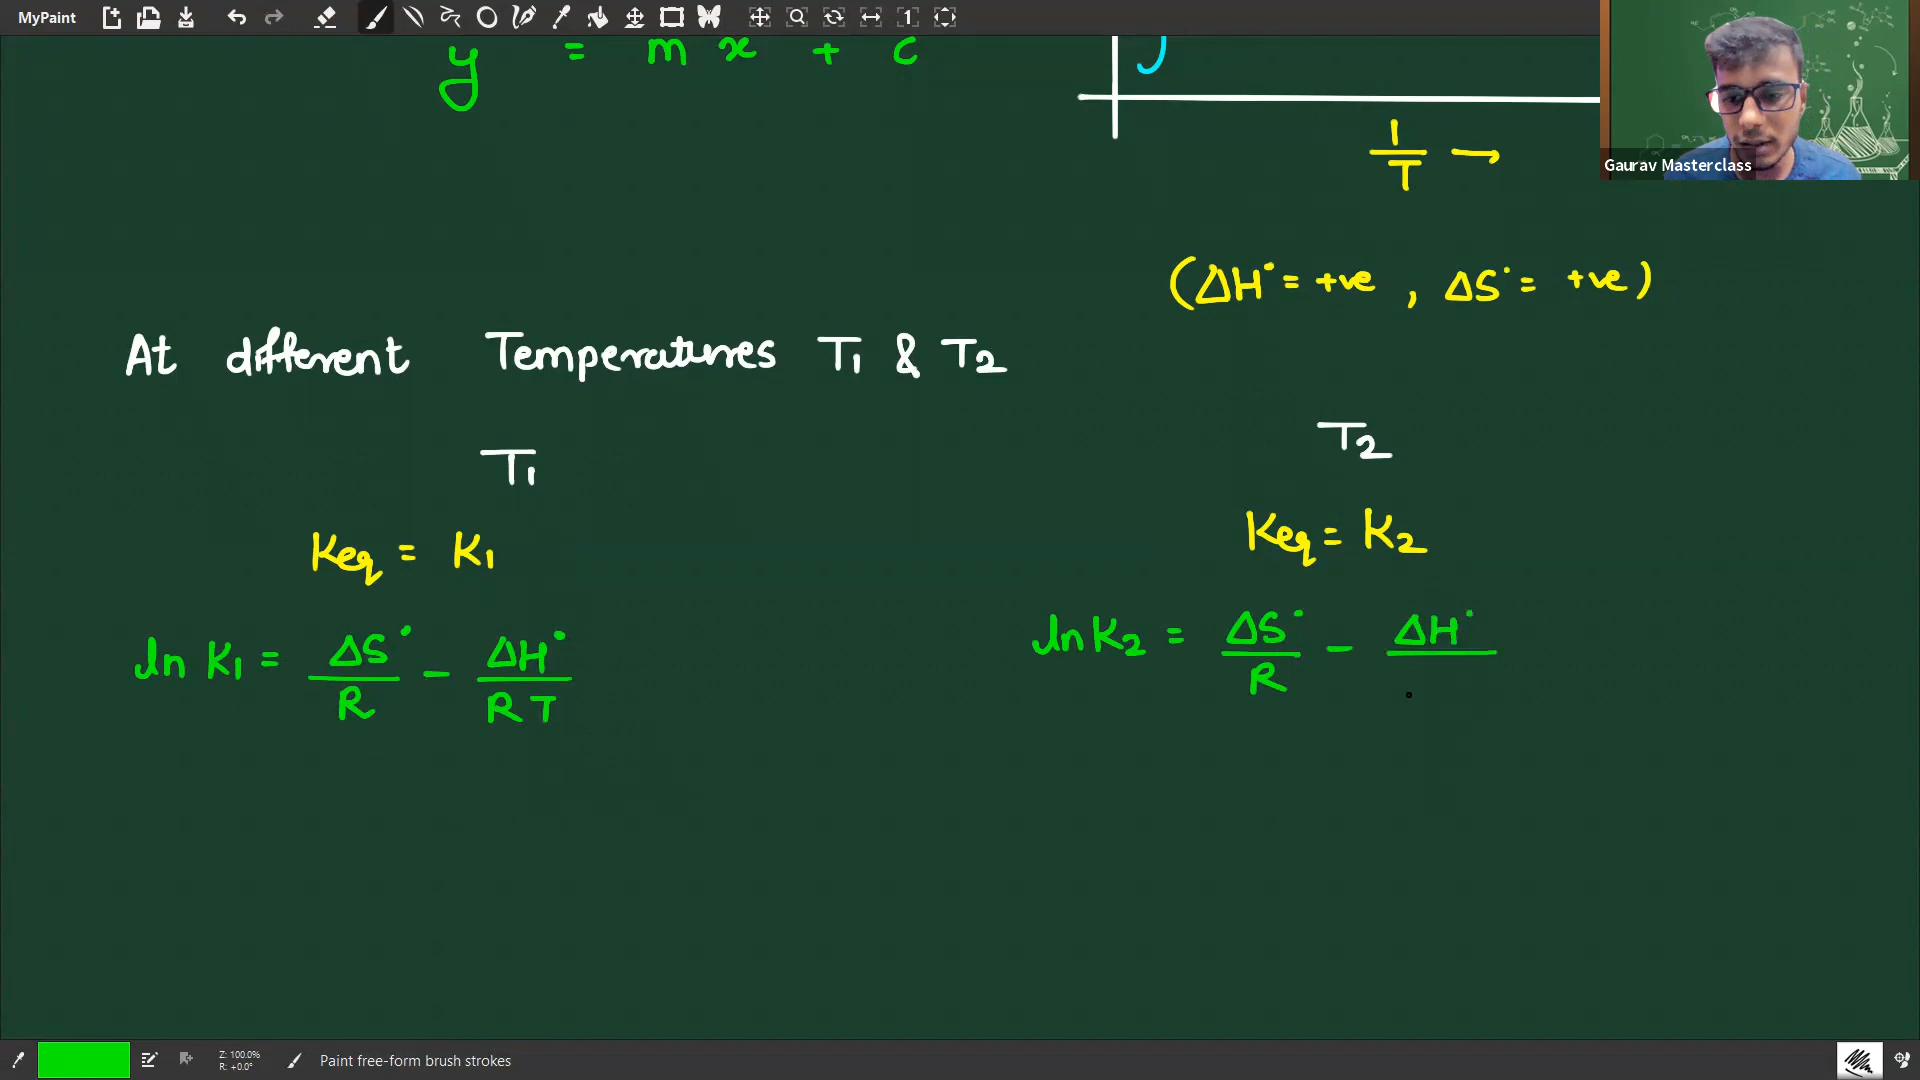 MyPaint
y = m x + c
Gaurav Masterclass
1/T →
(ΔH° = +ve , ΔS° = +ve)
At different Temperatures T₁ & T₂
T₁
T₂
Keq = K₁
Keq = K₂
ln K₁ = ΔS°/R - ΔH°/RT
ln K₂ = ΔS°/R - ΔH°
Z: 100.0%
R: +0.0°
Paint free-form brush strokes